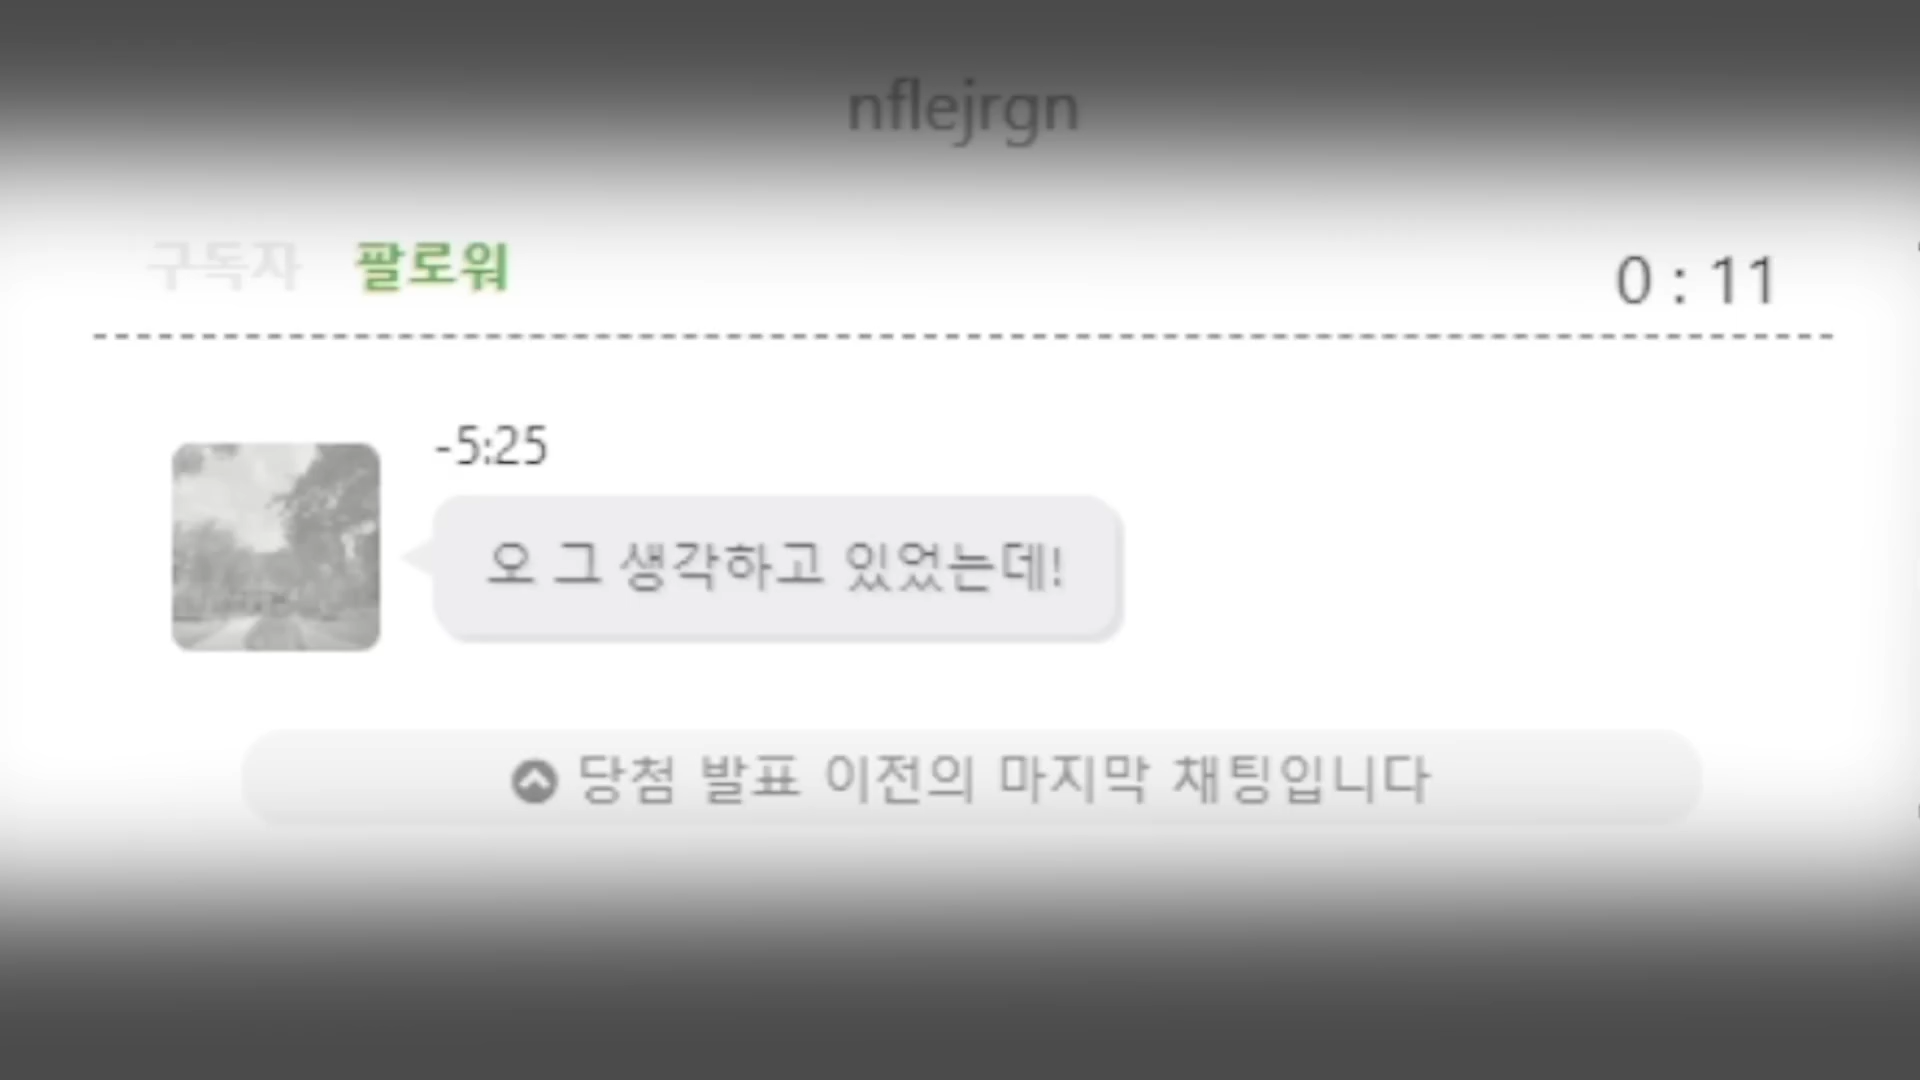 nflejrgn
구독자 팔로워 0 : 11
-5:25
오 그 생각하고 있었는데!
당첨 발표 이전의 마지막 채팅입니다